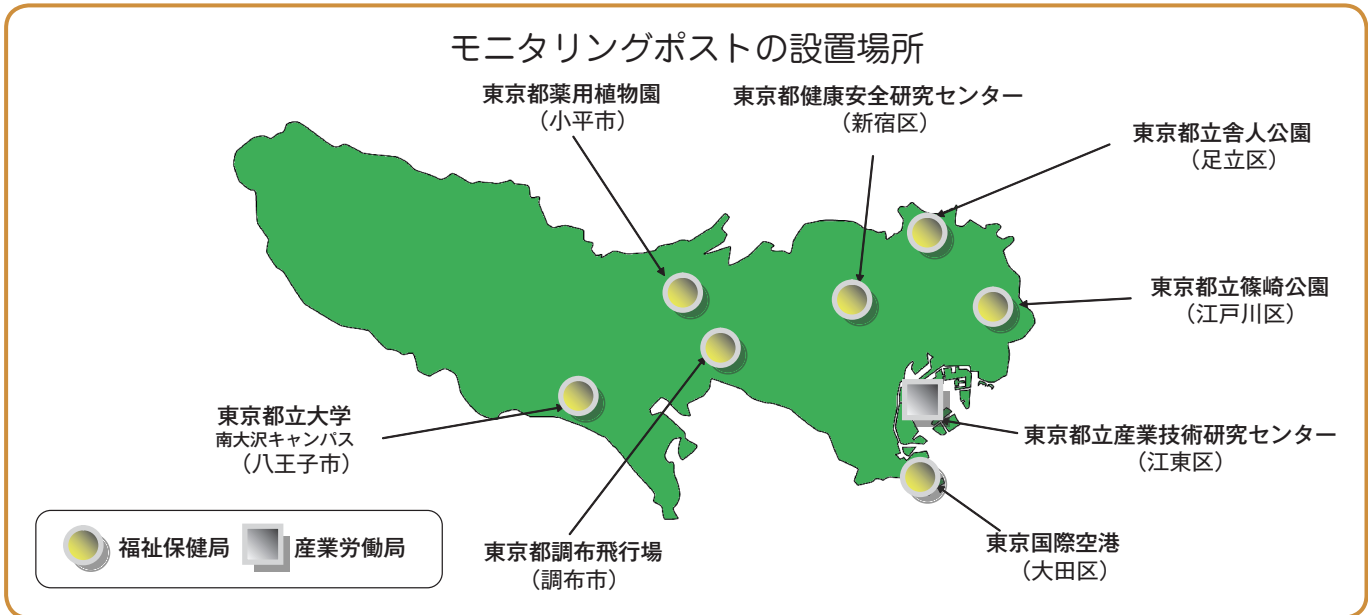 モニタリングポストの設置場所
東京都薬用植物園
（小平市）
東京都健康安全研究センター
（新宿区）
東京都立舎人公園
（足立区）
東京都立篠崎公園
（江戸川区）
東京都立大学
南大沢キャンパス
（八王子市）
東京都立産業技術研究センター
（江東区）
東京都調布飛行場
（調布市）
東京国際空港
（大田区）
福祉保健局
産業労働局